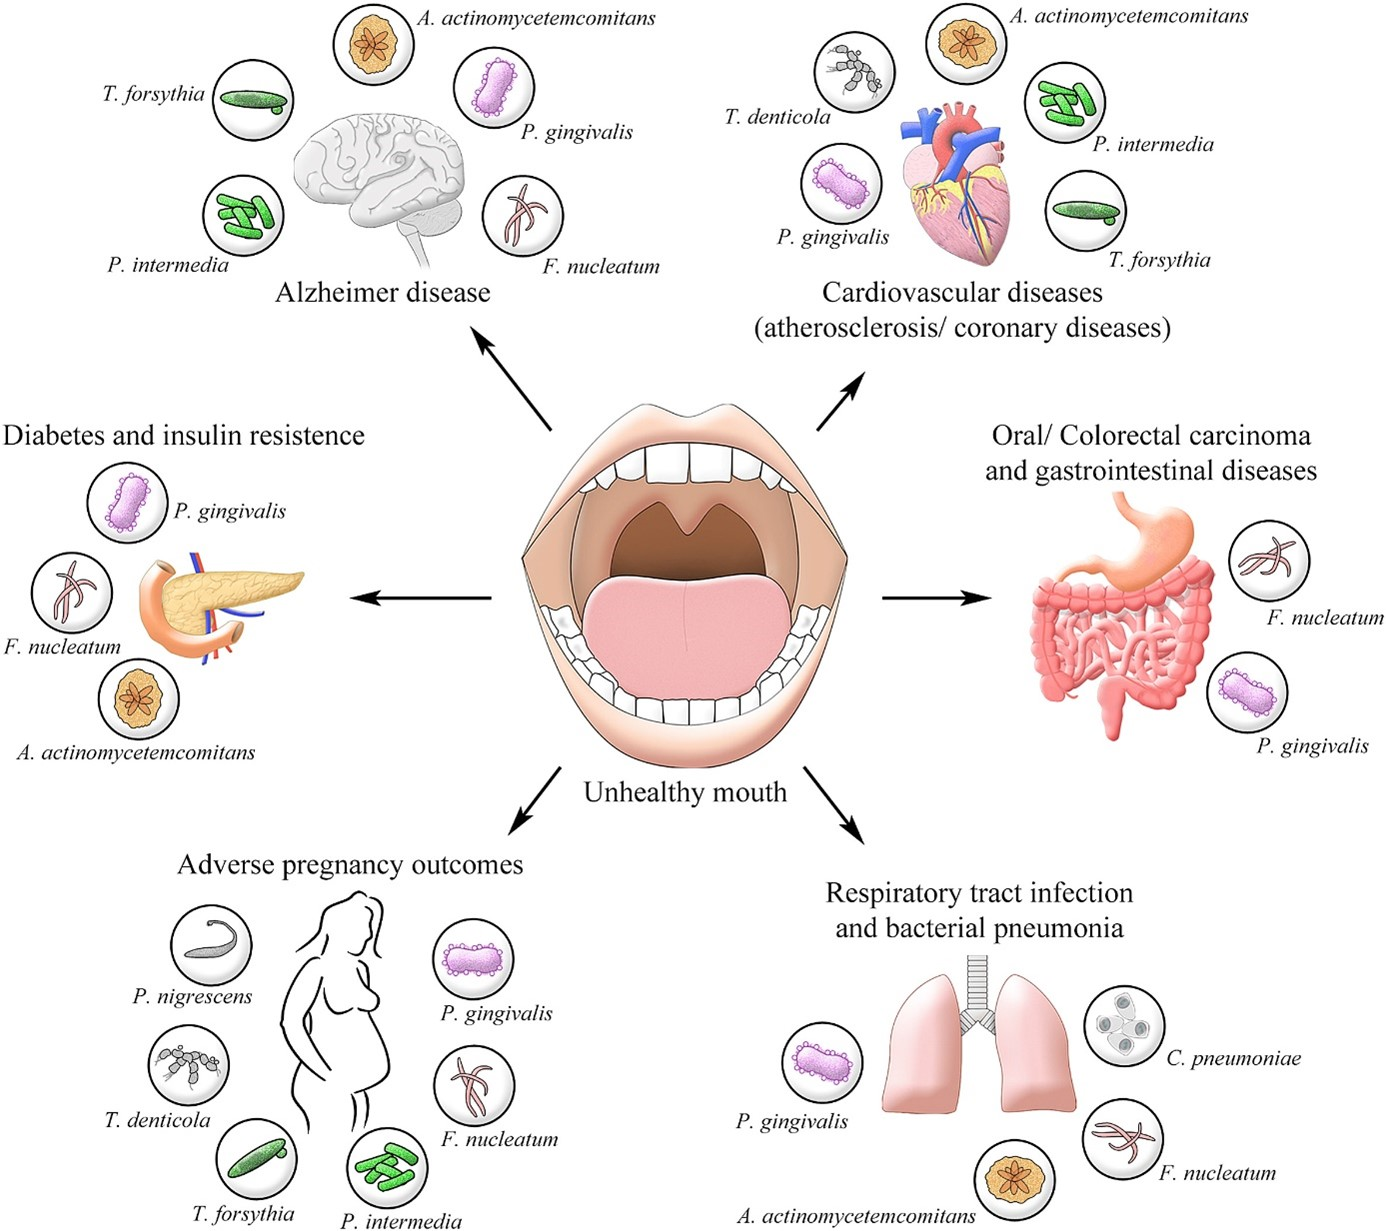 A. actinomycetemcomitans
T. forsythia
P. gingivalis
P. intermedia
F. nucleatum
Alzheimer disease
A. actinomycetemcomitans
T. denticola
P. intermedia
P. gingivalis
T. forsythia
Cardiovascular diseases
(atherosclerosis/ coronary diseases)
Diabetes and insulin resistence
P. gingivalis
F. nucleatum
A. actinomycetemcomitans
Oral/ Colorectal carcinoma
and gastrointestinal diseases
F. nucleatum
P. gingivalis
Unhealthy mouth
Adverse pregnancy outcomes
P. nigrescens
P. gingivalis
T. denticola
F. nucleatum
T. forsythia
P. intermedia
Respiratory tract infection
and bacterial pneumonia
C. pneumoniae
P. gingivalis
F. nucleatum
A. actinomycetemcomitans